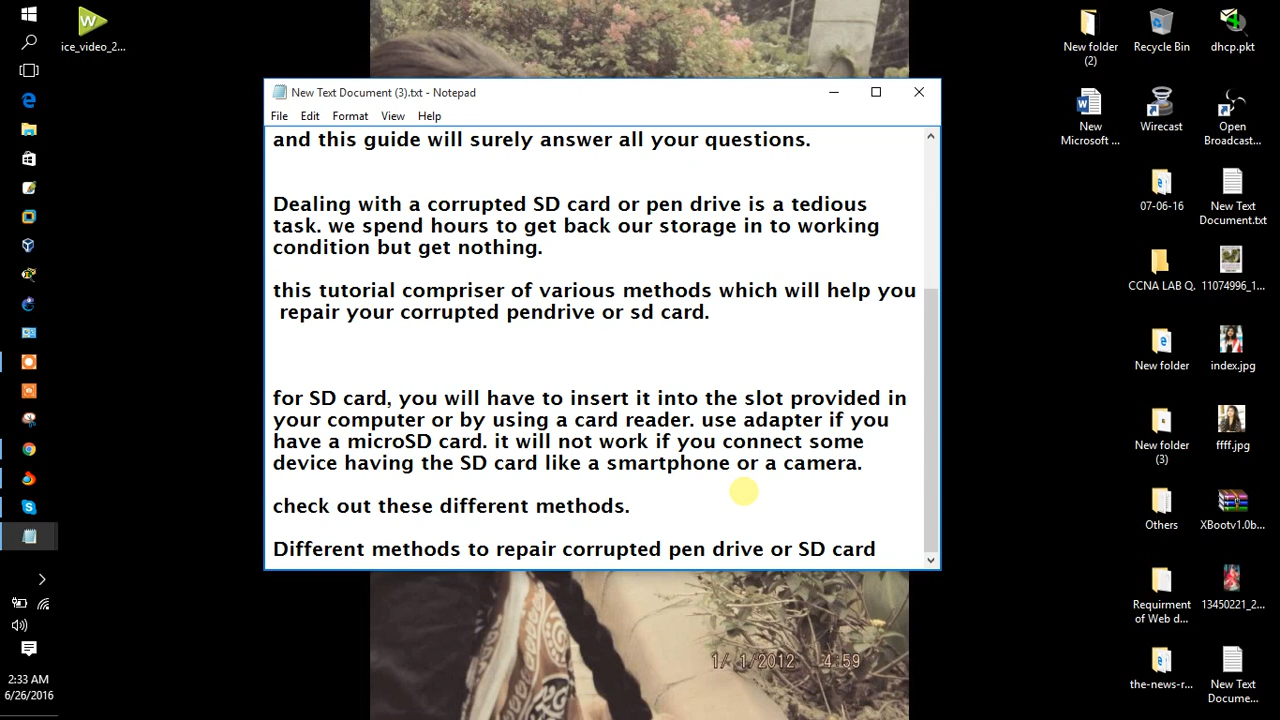 ice_video_2...
New Text Document (3).txt - Notepad
File Edit Format View Help
and this guide will surely answer all your questions.
Dealing with a corrupted SD card or pen drive is a tedious
task. we spend hours to get back our storage in to working
condition but get nothing.
this tutorial compriser of various methods which will help you
repair your corrupted pendrive or sd card.
for SD card, you will have to insert it into the slot provided in
your computer or by using a card reader. use adapter if you
have a microSD card. it will not work if you connect some
device having the SD card like a smartphone or a camera.
check out these different methods.
Different methods to repair corrupted pen drive or SD card
New folder
(2)
Recycle Bin
dhcp.pkt
New
Microsoft ...
Wirecast
Open
Broadcast...
07-06-16
New Text
Document.txt
CCNA LAB Q.
11074996_1...
New folder
index.jpg
New folder
(3)
ffff.jpg
Others
XBootv1.0b...
Requirment
of Web d...
13450221_2...
the-news-r...
New Text
Docume...
1/ 1/2012 4:59
2:33 AM
6/26/2016